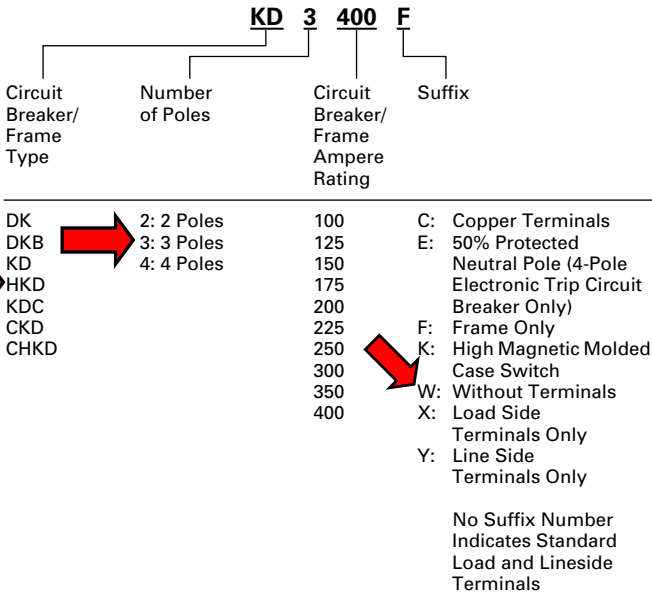 KD 3 400 F
Circuit
Breaker/
Frame
Type
Number
of Poles
Circuit
Breaker/
Frame
Ampere
Rating
Suffix
DK
DKB
KD
HKD
KDC
CKD
CHKD
2: 2 Poles
3: 3 Poles
4: 4 Poles
100
125
150
175
200
225
250
300
350
400
C: Copper Terminals
E: 50% Protected
Neutral Pole (4-Pole
Electronic Trip Circuit
Breaker Only)
F: Frame Only
K: High Magnetic Molded
Case Switch
W: Without Terminals
X: Load Side
Terminals Only
Y: Line Side
Terminals Only
No Suffix Number
Indicates Standard
Load and Lineside
Terminals